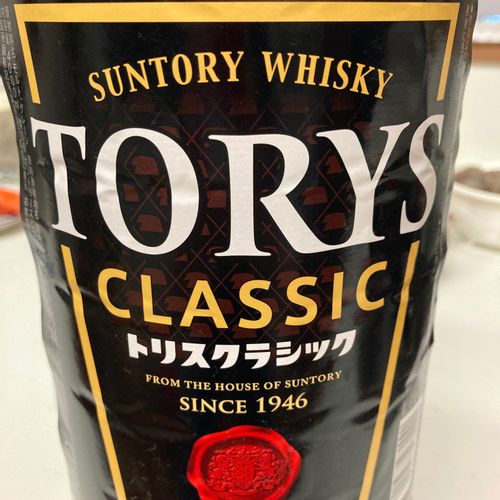 SUNTORY WHISKY
TORYS
CLASSIC
トリスクラシック
FROM THE HOUSE OF SUNTORY
SINCE 1946